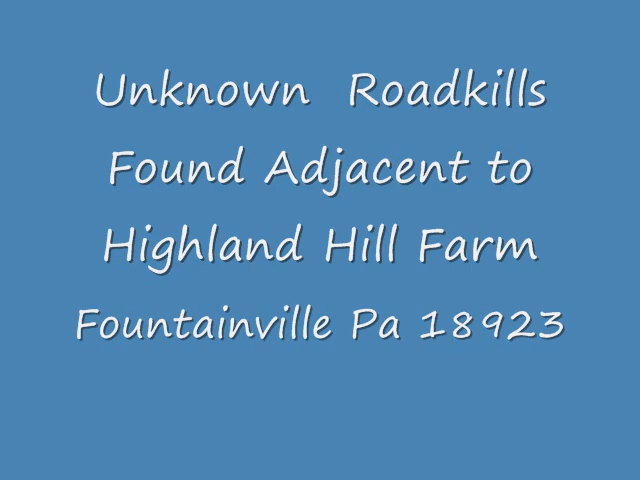 Unknown Roadkills
Found Adjacent to
Highland Hill Farm
Fountainville Pa 18923